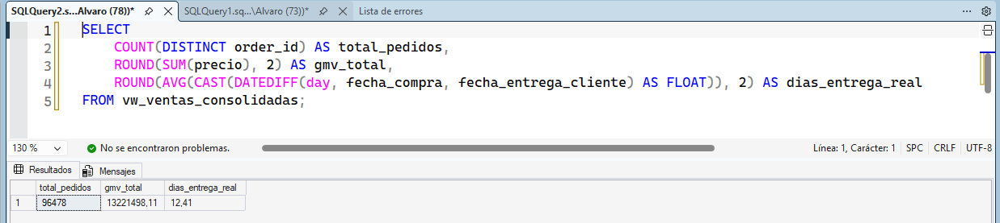 SQLQuery2.s...Alvaro (78))* SQLQuery1.sq...\Alvaro (73))* Lista de errores
1 SELECT
2 COUNT(DISTINCT order_id) AS total_pedidos,
3 ROUND(SUM(precio), 2) AS gmv_total,
4 ROUND(AVG(CAST(DATEDIFF(day, fecha_compra, fecha_entrega_cliente) AS FLOAT)), 2) AS dias_entrega_real
5 FROM vw_ventas_consolidadas;
130 % No se encontraron problemas. Línea: 1, Carácter: 1 SPC CRLF UTF-8
Resultados Mensajes
total_pedidos gmv_total dias_entrega_real
1 96478 13221498,11 12,41